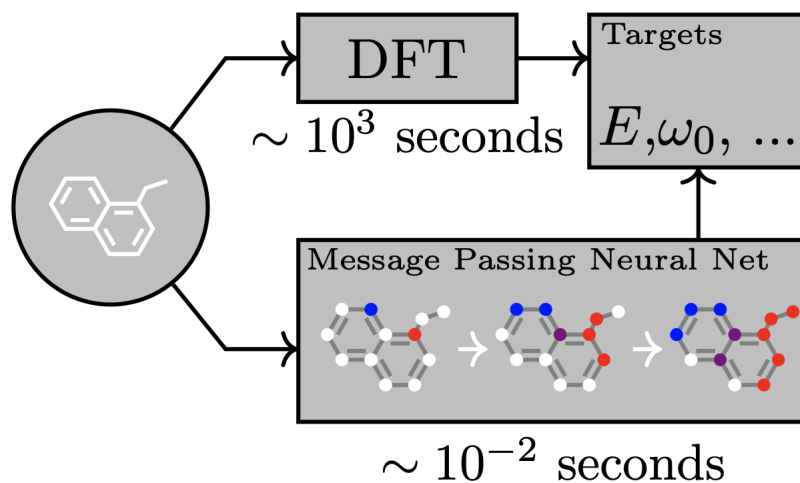 DFT
Targets
∼ 10³ seconds
E,ω₀, ...
Message Passing Neural Net
∼ 10⁻² seconds